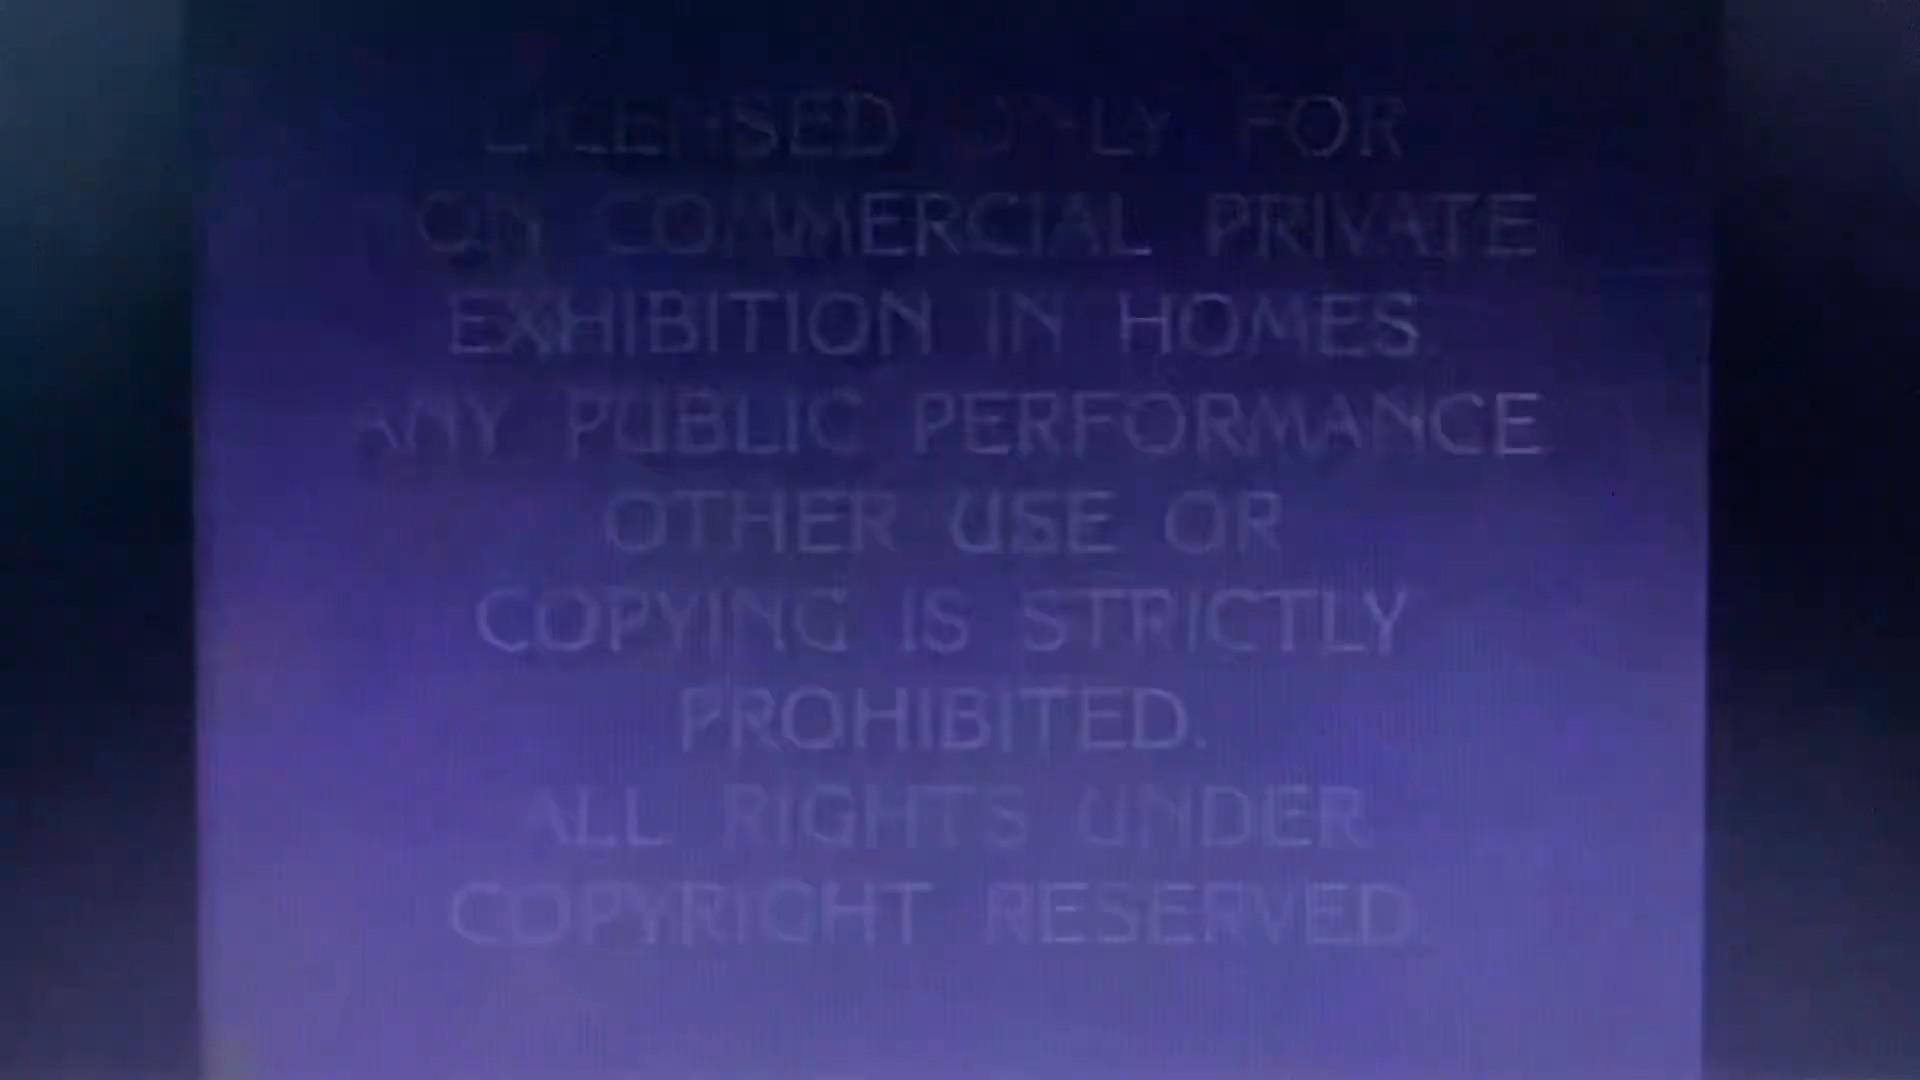 LICENSED ONLY FOR
NON COMMERCIAL PRIVATE
EXHIBITION IN HOMES.
ANY PUBLIC PERFORMANCE
OTHER USE OR
COPYING IS STRICTLY
PROHIBITED.
ALL RIGHTS UNDER
COPYRIGHT RESERVED.